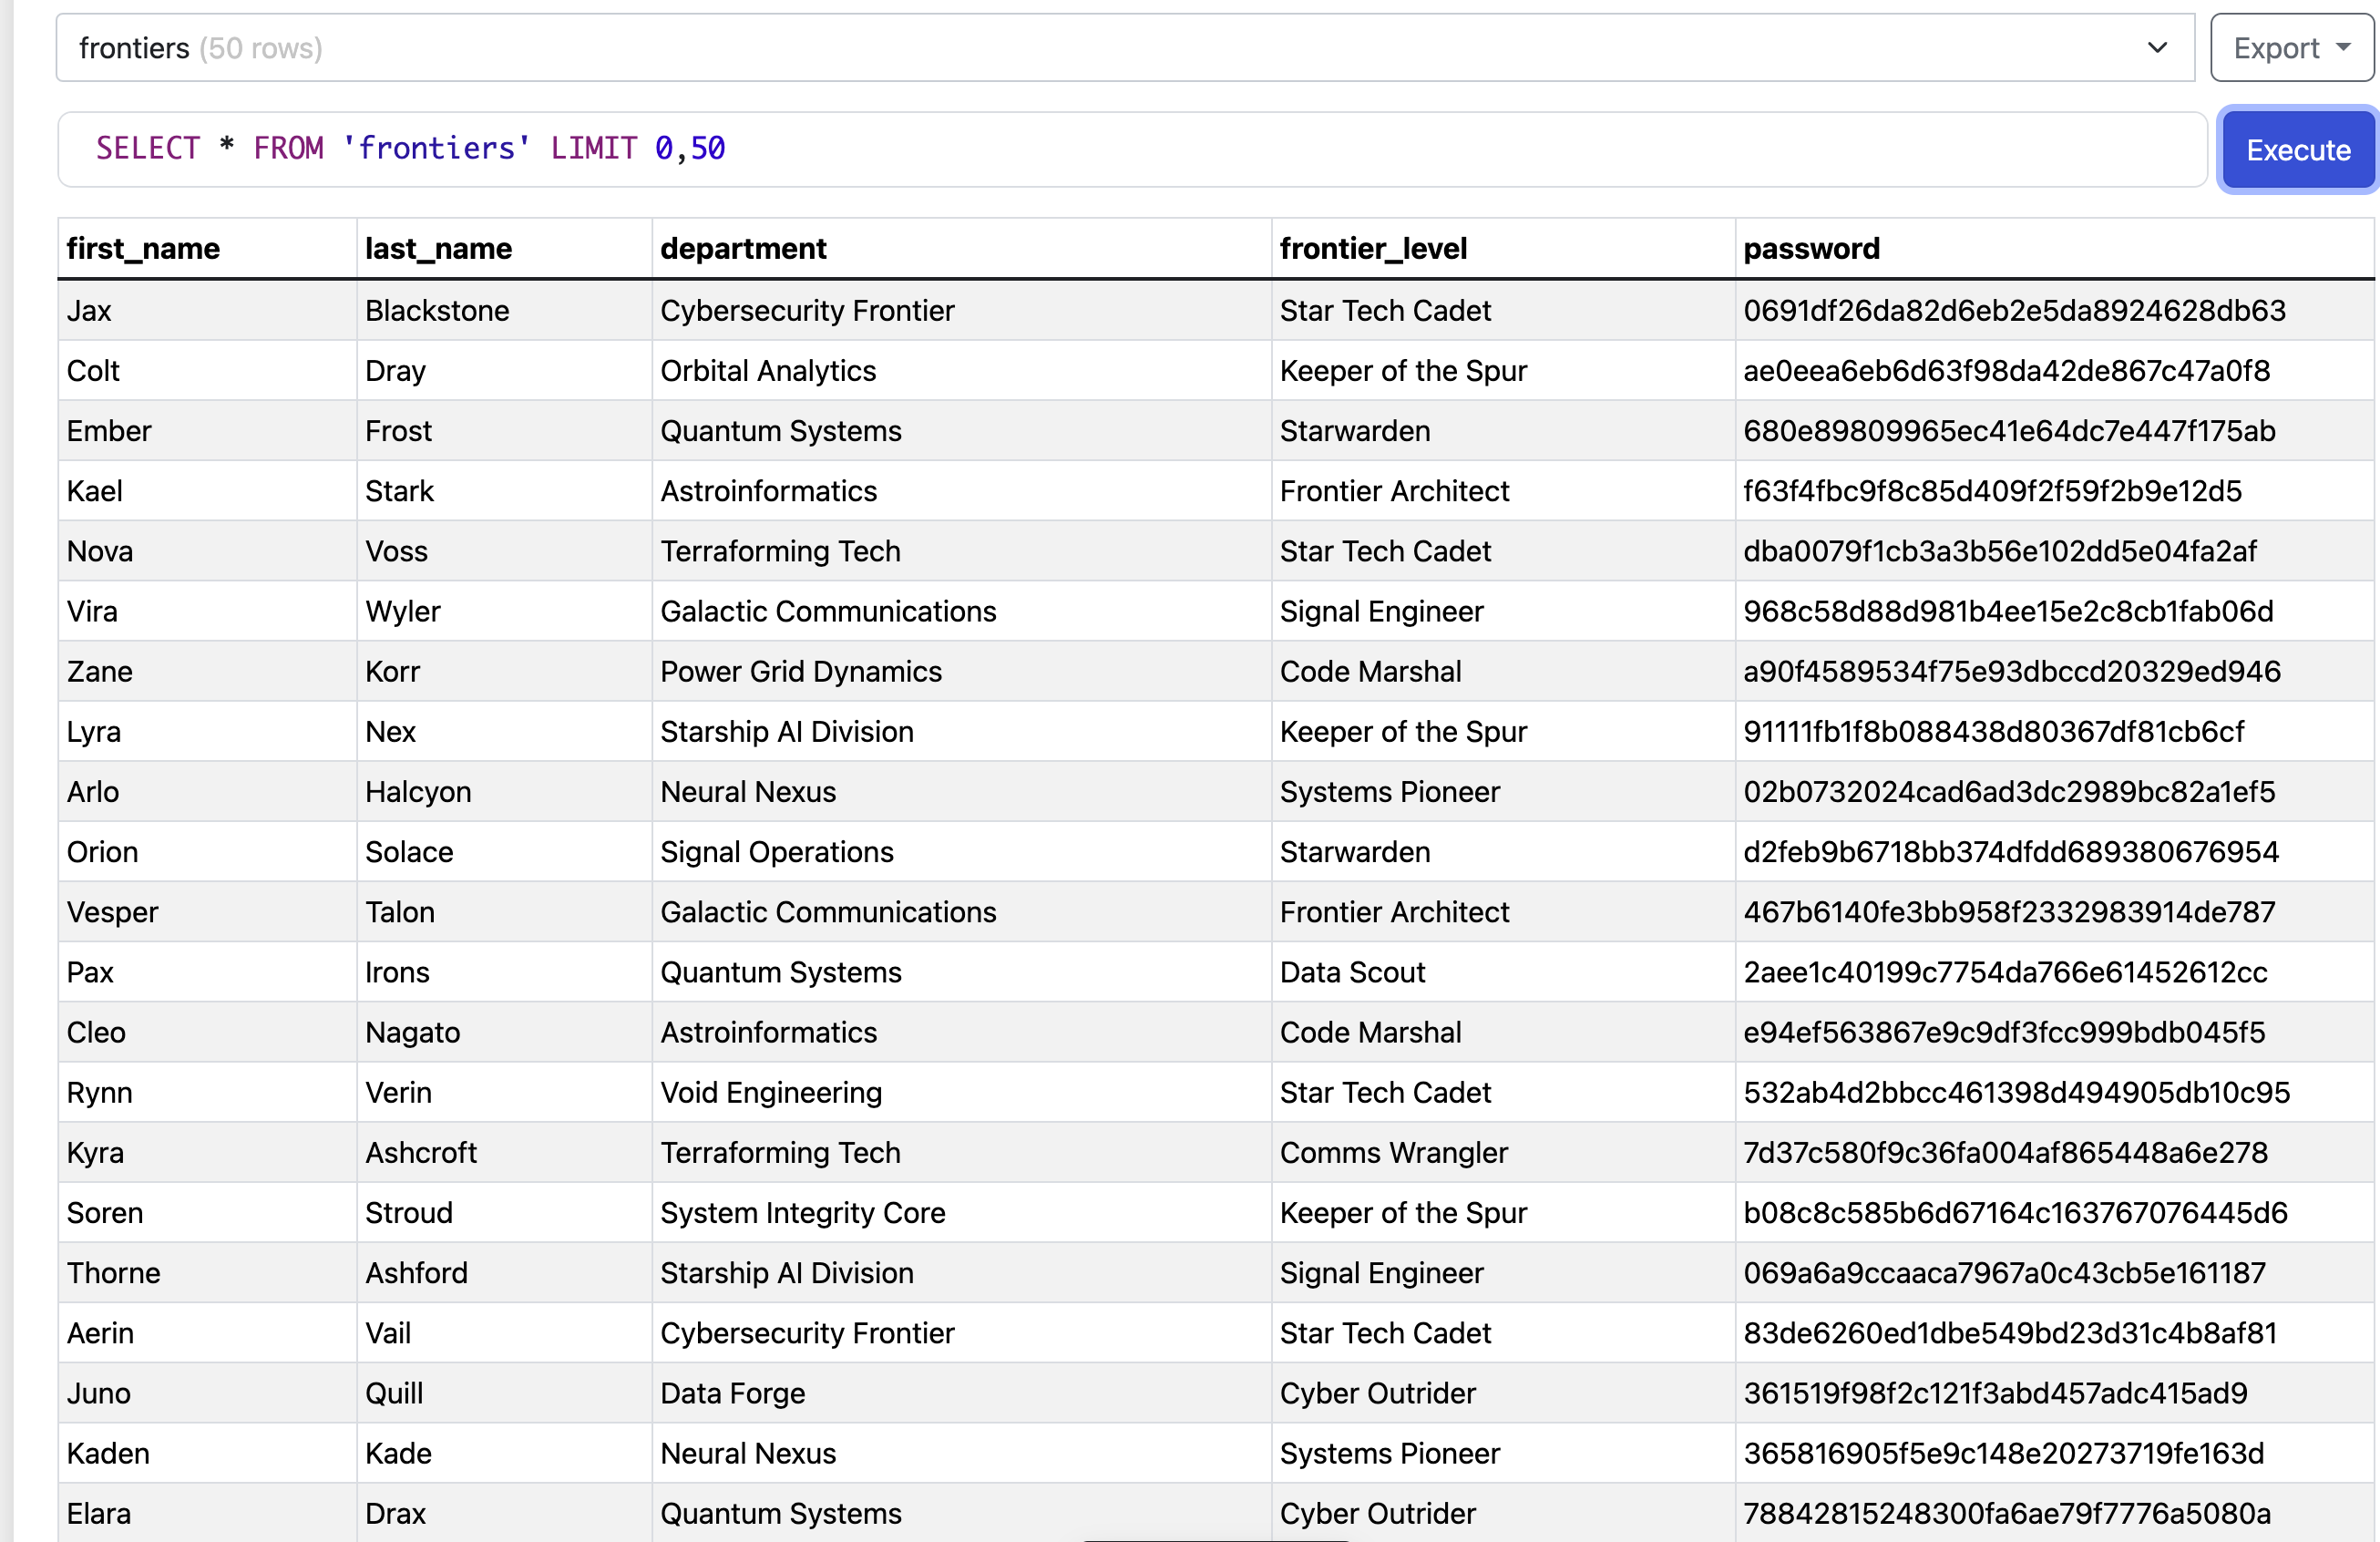 frontiers (50 rows)
Export
SELECT * FROM 'frontiers' LIMIT 0,50
Execute
first_name last_name department frontier_level password
Jax Blackstone Cybersecurity Frontier Star Tech Cadet 0691df26da82d6eb2e5da8924628db63
Colt Dray Orbital Analytics Keeper of the Spur ae0eea6eb6d63f98da42de867c47a0f8
Ember Frost Quantum Systems Starwarden 680e89809965ec41e64dc7e447f175ab
Kael Stark Astroinformatics Frontier Architect f63f4fbc9f8c85d409f2f59f2b9e12d5
Nova Voss Terraforming Tech Star Tech Cadet dba0079f1cb3a3b56e102dd5e04fa2af
Vira Wyler Galactic Communications Signal Engineer 968c58d88d981b4ee15e2c8cb1fab06d
Zane Korr Power Grid Dynamics Code Marshal a90f4589534f75e93dbccd20329ed946
Lyra Nex Starship AI Division Keeper of the Spur 91111fb1f8b088438d80367df81cb6cf
Arlo Halcyon Neural Nexus Systems Pioneer 02b0732024cad6ad3dc2989bc82a1ef5
Orion Solace Signal Operations Starwarden d2feb9b6718bb374dfdd689380676954
Vesper Talon Galactic Communications Frontier Architect 467b6140fe3bb958f2332983914de787
Pax Irons Quantum Systems Data Scout 2aee1c40199c7754da766e61452612cc
Cleo Nagato Astroinformatics Code Marshal e94ef563867e9c9df3fcc999bdb045f5
Rynn Verin Void Engineering Star Tech Cadet 532ab4d2bbcc461398d494905db10c95
Kyra Ashcroft Terraforming Tech Comms Wrangler 7d37c580f9c36fa004af865448a6e278
Soren Stroud System Integrity Core Keeper of the Spur b08c8c585b6d67164c163767076445d6
Thorne Ashford Starship AI Division Signal Engineer 069a6a9ccaaca7967a0c43cb5e161187
Aerin Vail Cybersecurity Frontier Star Tech Cadet 83de6260ed1dbe549bd23d31c4b8af81
Juno Quill Data Forge Cyber Outrider 361519f98f2c121f3abd457adc415ad9
Kaden Kade Neural Nexus Systems Pioneer 365816905f5e9c148e20273719fe163d
Elara Drax Quantum Systems Cyber Outrider 78842815248300fa6ae79f7776a5080a